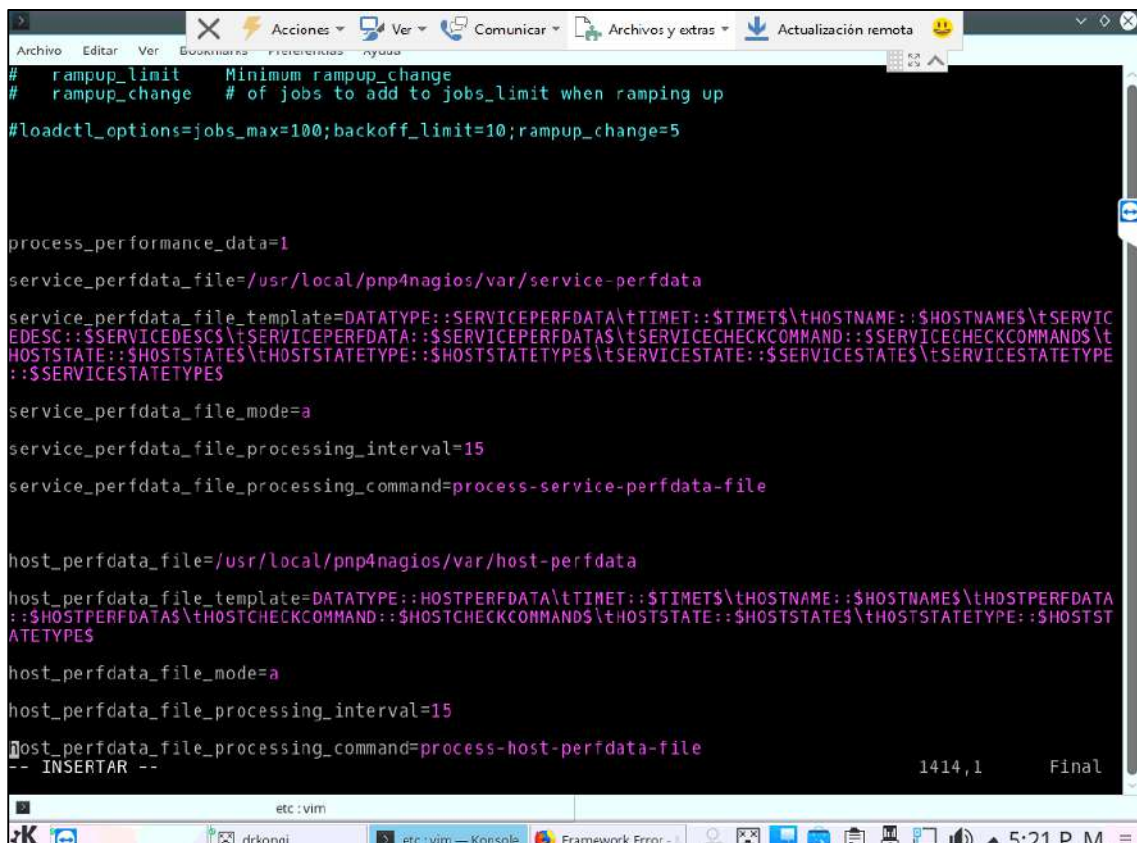 Acciones Ver Comunicar Archivos y extras Actualización remota
Archivo Editar Ver Bookmarks Preferencias Ayuda
# rampup_limit Minimum rampup_change
# rampup_change # of jobs to add to jobs_limit when ramping up
#loadctl_options=jobs_max=100;backoff_limit=10;rampup_change=5
process_performance_data=1
service_perfdata_file=/usr/local/pnp4nagios/var/service-perfdata
service_perfdata_file_template=DATATYPE::SERVICEPERFDATA\tTIMET::$TIMET$\tHOSTNAME::$HOSTNAME$\tSERVIC
EDESC::$SERVICEDESC$\tSERVICEPERFDATA::$SERVICEPERFDATA$\tSERVICECHECKCOMMAND::$SERVICECHECKCOMMAND$\t
HOSTSTATE::$HOSTSTATE$\tHOSTSTATETYPE::$HOSTSTATETYPE$\tSERVICESTATE::$SERVICESTATE$\tSERVICESTATETYPE
::$SERVICESTATETYPE$
service_perfdata_file_mode=a
service_perfdata_file_processing_interval=15
service_perfdata_file_processing_command=process-service-perfdata-file
host_perfdata_file=/usr/local/pnp4nagios/var/host-perfdata
host_perfdata_file_template=DATATYPE::HOSTPERFDATA\tTIMET::$TIMET$\tHOSTNAME::$HOSTNAME$\tHOSTPERFDATA
::$HOSTPERFDATA$\tHOSTCHECKCOMMAND::$HOSTCHECKCOMMAND$\tHOSTSTATE::$HOSTSTATE$\tHOSTSTATETYPE::$HOSTST
ATETYPE$
host_perfdata_file_mode=a
host_perfdata_file_processing_interval=15
host_perfdata_file_processing_command=process-host-perfdata-file
-- INSERTAR -- 1414,1 Final
etc : vim
drkongi etc : vim — Konsole Framework Error - 5:21 P. M.